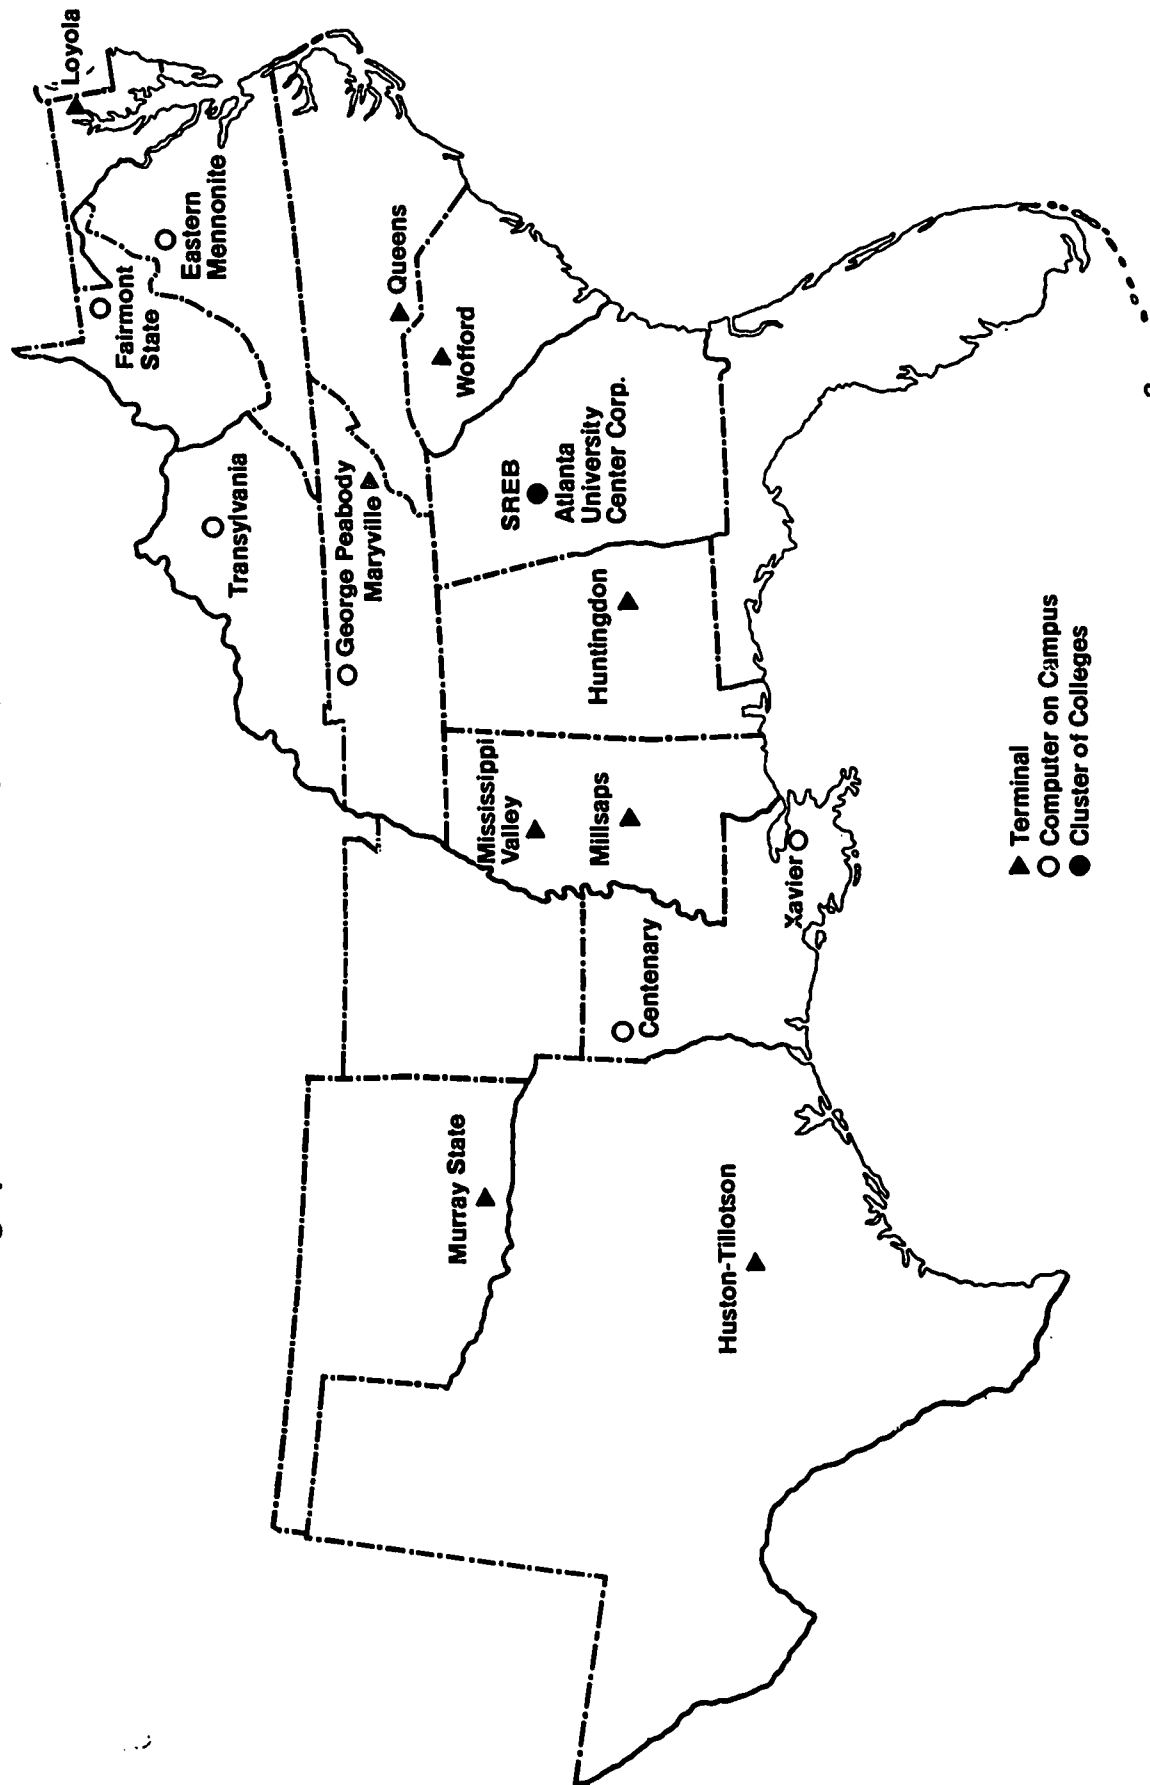 Loyola
Fairmont
State
Eastern
Mennonite
Transylvania
George Peabody
Maryville
Queens
Wofford
SREB
Atlanta
University
Center Corp.
Huntingdon
Mississippi
Valley
Millsaps
Xavier
Centenary
Murray State
Huston-Tillotson
Terminal
Computer on Campus
Cluster of Colleges